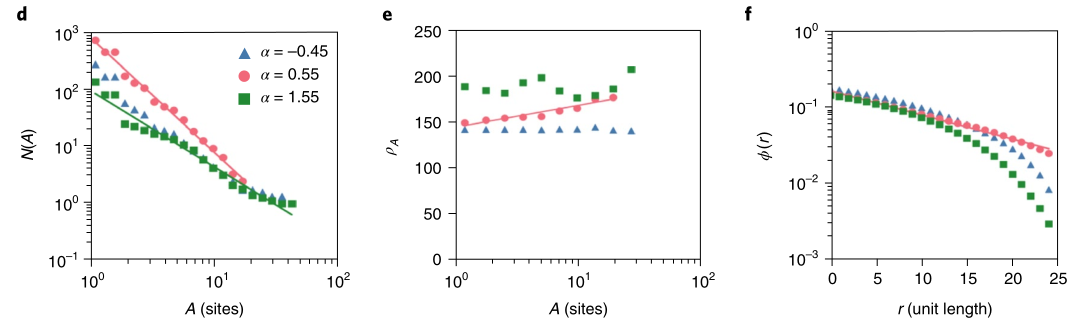 d
10³
10²
10¹
10⁰
10⁻¹
N(A)
10⁰
10¹
10²
A (sites)
α = −0.45
α = 0.55
α = 1.55
e
250
200
150
100
50
0
ρA
10⁰
10¹
10²
A (sites)
f
10⁰
10⁻¹
10⁻²
10⁻³
ϕ(r)
0
5
10
15
20
25
r (unit length)